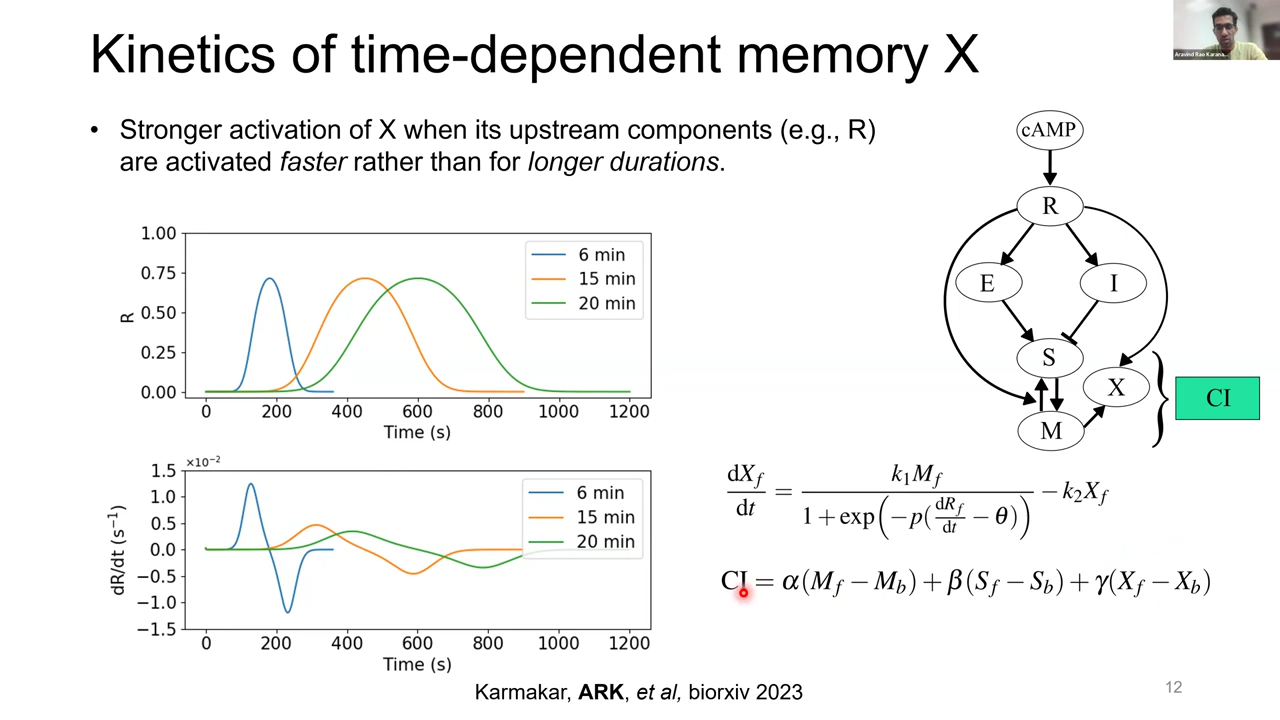 Kinetics of time-dependent memory X
Aravind Rao Karana...
• Stronger activation of X when its upstream components (e.g., R)
are activated faster rather than for longer durations.
R
1.00
0.75
0.50
0.25
0.00
6 min
15 min
20 min
0 200 400 600 800 1000 1200
Time (s)
dR/dt (s⁻¹)
×10⁻²
1.5
1.0
0.5
0.0
−0.5
−1.0
−1.5
6 min
15 min
20 min
0 200 400 600 800 1000 1200
Time (s)
cAMP
R
E
I
S
X
M
CI
dX_f/dt = k₁M_f / (1 + exp(−p(dR_f/dt − θ))) − k₂X_f
CI = α(M_f − M_b) + β(S_f − S_b) + γ(X_f − X_b)
Karmakar, ARK, et al, biorxiv 2023
12